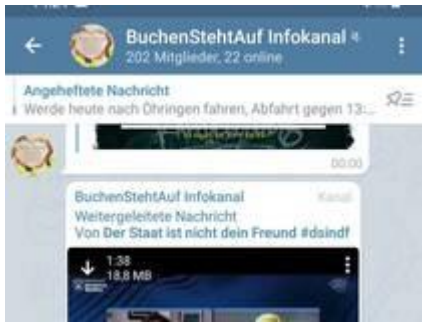 BuchenStehtAuf Infokanal
202 Mitglieder, 22 online
Angeheftete Nachricht
Werde heute nach Öhringen fahren, Abfahrt gegen 13:...
00:00
BuchenStehtAuf Infokanal Kanal
Weitergeleitete Nachricht
Von Der Staat ist nicht dein Freund #dsindf
1:38
18,8 MB